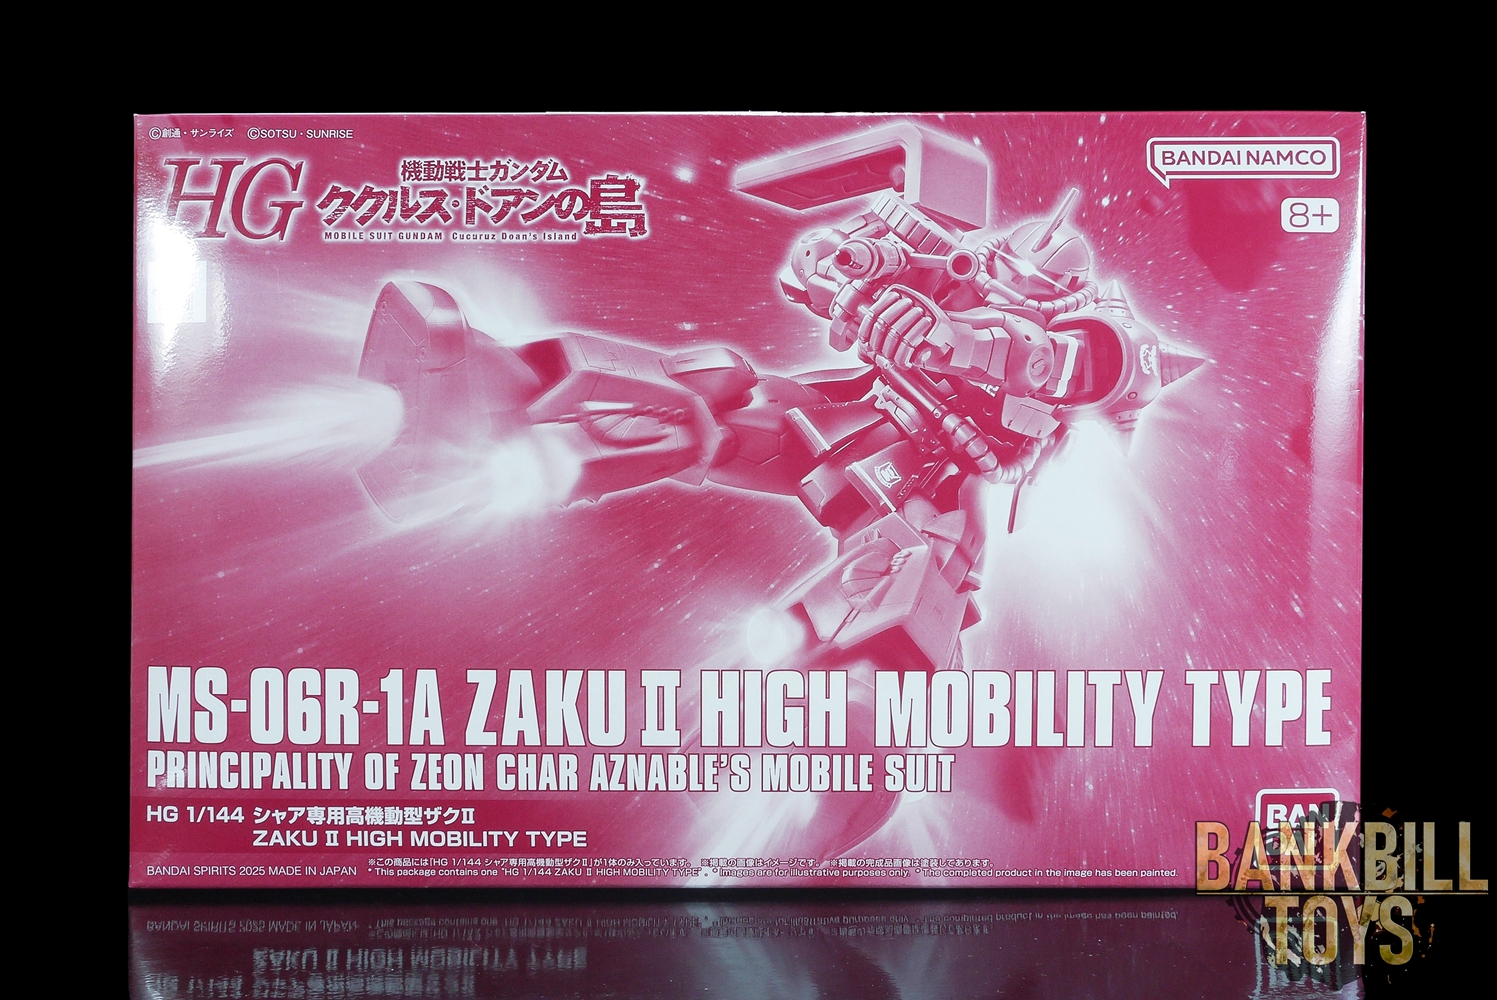 ©創通・サンライズ ©SOTSU・SUNRISE
HG
機動戦士ガンダム
ククルス・ドアンの島
MOBILE SUIT GUNDAM Cucuruz Doan's Island
BANDAI NAMCO
8+
MS-06R-1A ZAKU II HIGH MOBILITY TYPE
PRINCIPALITY OF ZEON CHAR AZNABLE'S MOBILE SUIT
HG 1/144 シャア専用高機動型ザクII
ZAKU II HIGH MOBILITY TYPE
※この商品には「HG 1/144 シャア専用高機動型ザクII」が1体のみ入っています。 ※掲載の画像はイメージです。 ※掲載の完成品画像は塗装してあります。
BANDAI SPIRITS 2025 MADE IN JAPAN * This package contains one "HG 1/144 ZAKU II HIGH MOBILITY TYPE". * Images are for illustrative purposes only. * The completed product in the image has been painted.
BANKBILL
TOYS